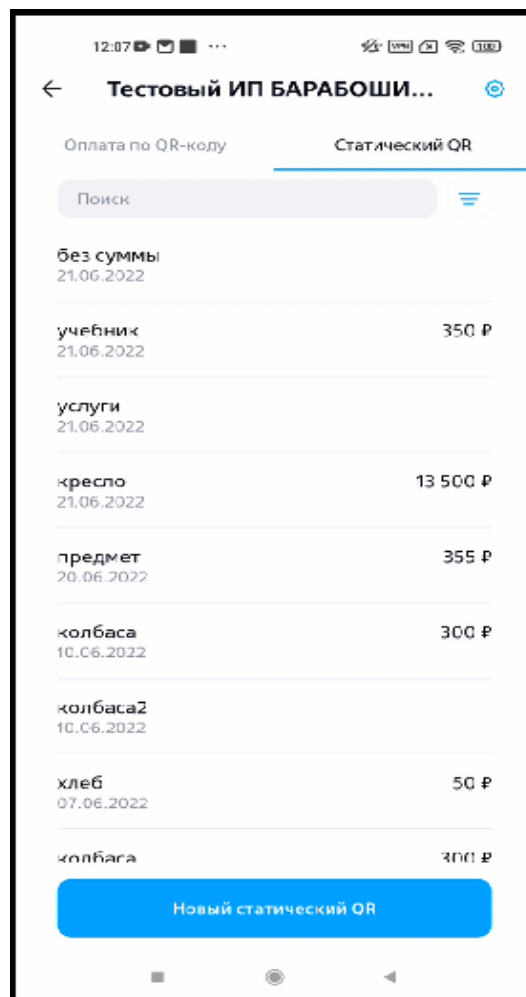 12:07
VPN
100
Тестовый ИП БАРАБОШИ...
Оплата по QR-коду
Статический QR
Поиск
без суммы
21.06.2022
учебник 350 ₽
21.06.2022
услуги
21.06.2022
кресло 13 500 ₽
21.06.2022
предмет 355 ₽
20.06.2022
колбаса 300 ₽
10.06.2022
колбаса2
10.06.2022
хлеб 50 ₽
07.06.2022
колбаса 300 ₽
Новый статический QR